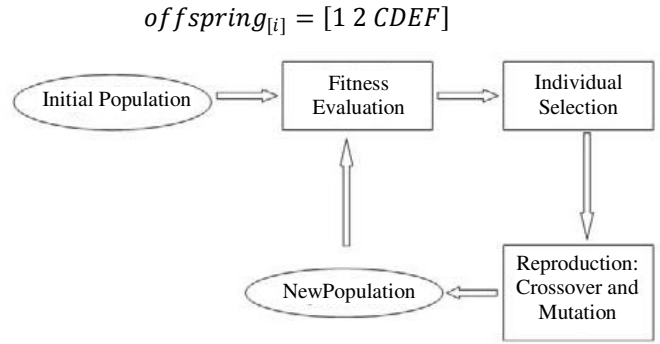 offspring[i] = [1 2 CDEF]
Initial Population
Fitness
Evaluation
Individual
Selection
Reproduction:
Crossover and
Mutation
NewPopulation